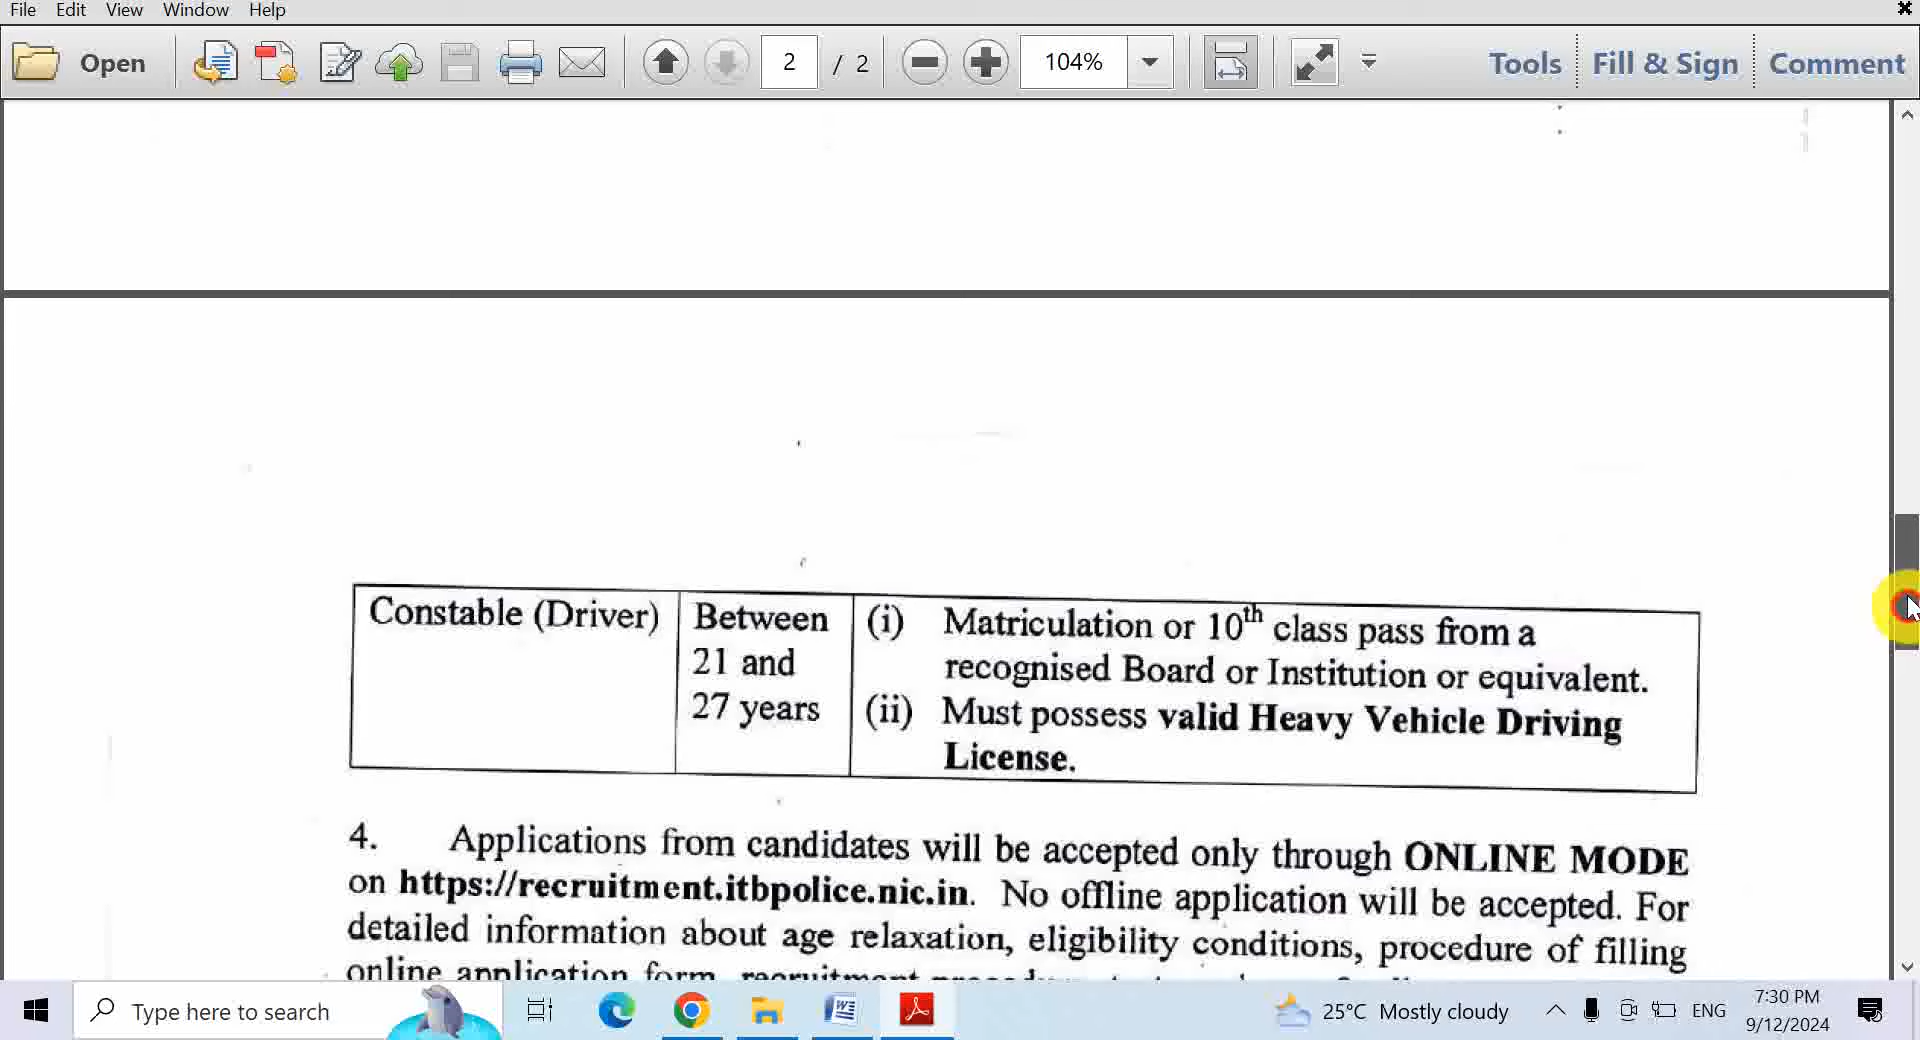 File Edit View Window Help
Open 2 / 2 104% Tools Fill & Sign Comment
Constable (Driver) Between 21 and 27 years
(i) Matriculation or 10th class pass from a
recognised Board or Institution or equivalent.
(ii) Must possess valid Heavy Vehicle Driving
License.
4. Applications from candidates will be accepted only through ONLINE MODE
on https://recruitment.itbpolice.nic.in. No offline application will be accepted. For
detailed information about age relaxation, eligibility conditions, procedure of filling
online application form, recruitment
Type here to search 25°C Mostly cloudy ENG 7:30 PM
9/12/2024